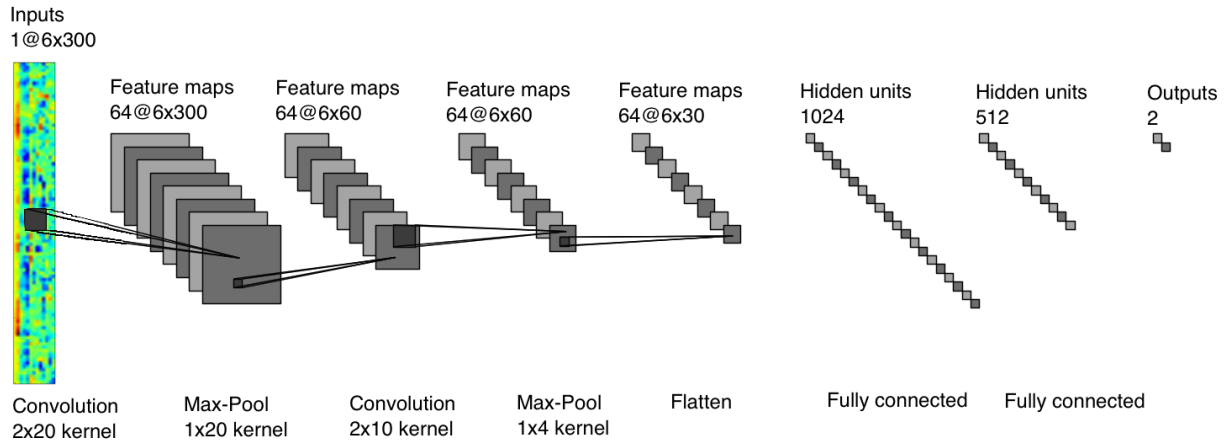 Inputs
1@6x300
Feature maps
64@6x300
Feature maps
64@6x60
Feature maps
64@6x60
Feature maps
64@6x30
Hidden units
1024
Hidden units
512
Outputs
2
Convolution
2x20 kernel
Max-Pool
1x20 kernel
Convolution
2x10 kernel
Max-Pool
1x4 kernel
Flatten
Fully connected
Fully connected